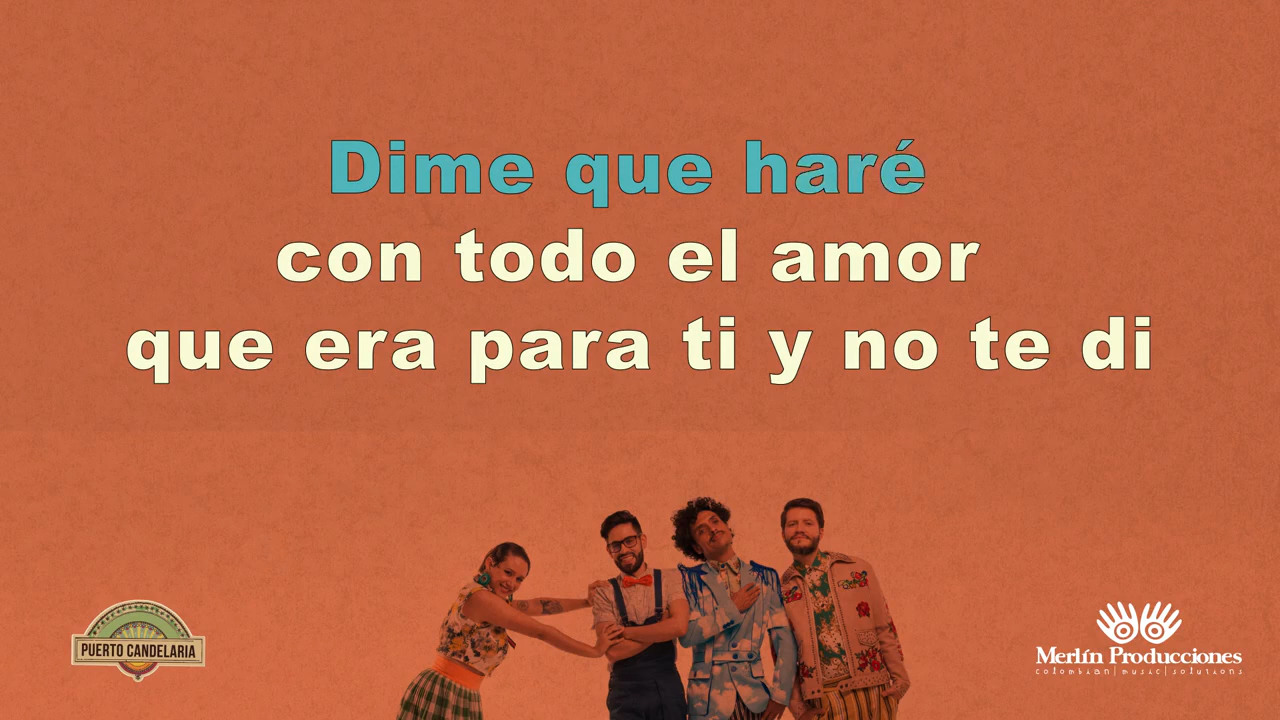 Dime que haré
con todo el amor
que era para ti y no te di
PUERTO CANDELARIA
Merlín Producciones
colombian | music | solutions